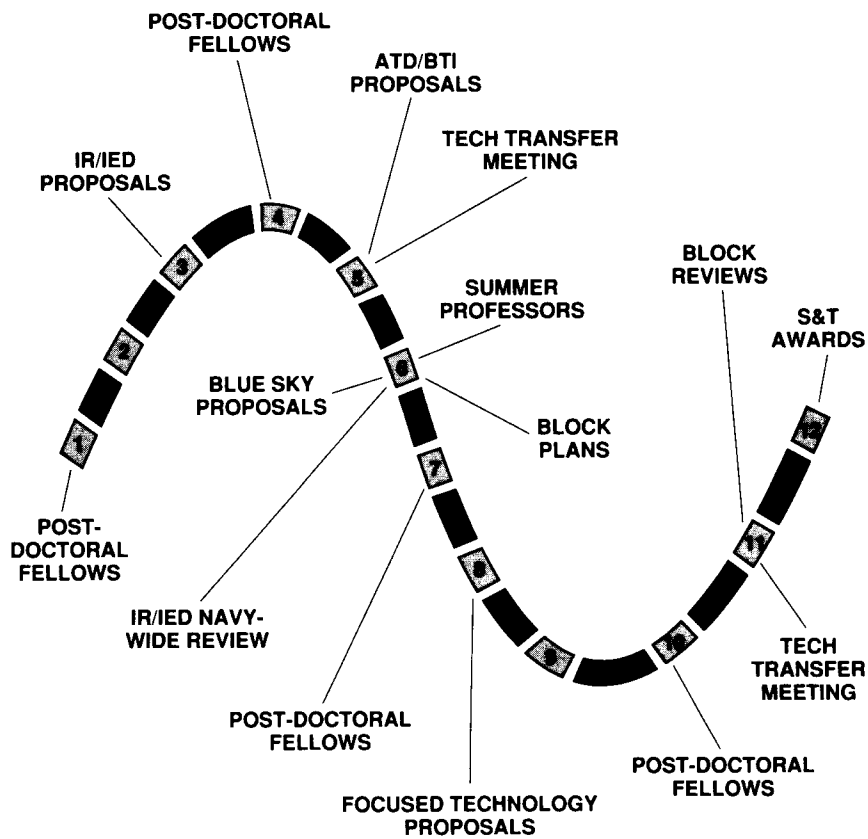 POST-DOCTORAL
FELLOWS
ATD/BTI
PROPOSALS
TECH TRANSFER
MEETING
IR/IED
PROPOSALS
4
3
5
BLOCK
REVIEWS
SUMMER
PROFESSORS
S&T
AWARDS
2
6
BLUE SKY
PROPOSALS
BLOCK
PLANS
1
12
7
POST-
DOCTORAL
FELLOWS
11
8
IR/IED NAVY-
WIDE REVIEW
9
10
TECH
TRANSFER
MEETING
POST-DOCTORAL
FELLOWS
POST-DOCTORAL
FELLOWS
FOCUSED TECHNOLOGY
PROPOSALS